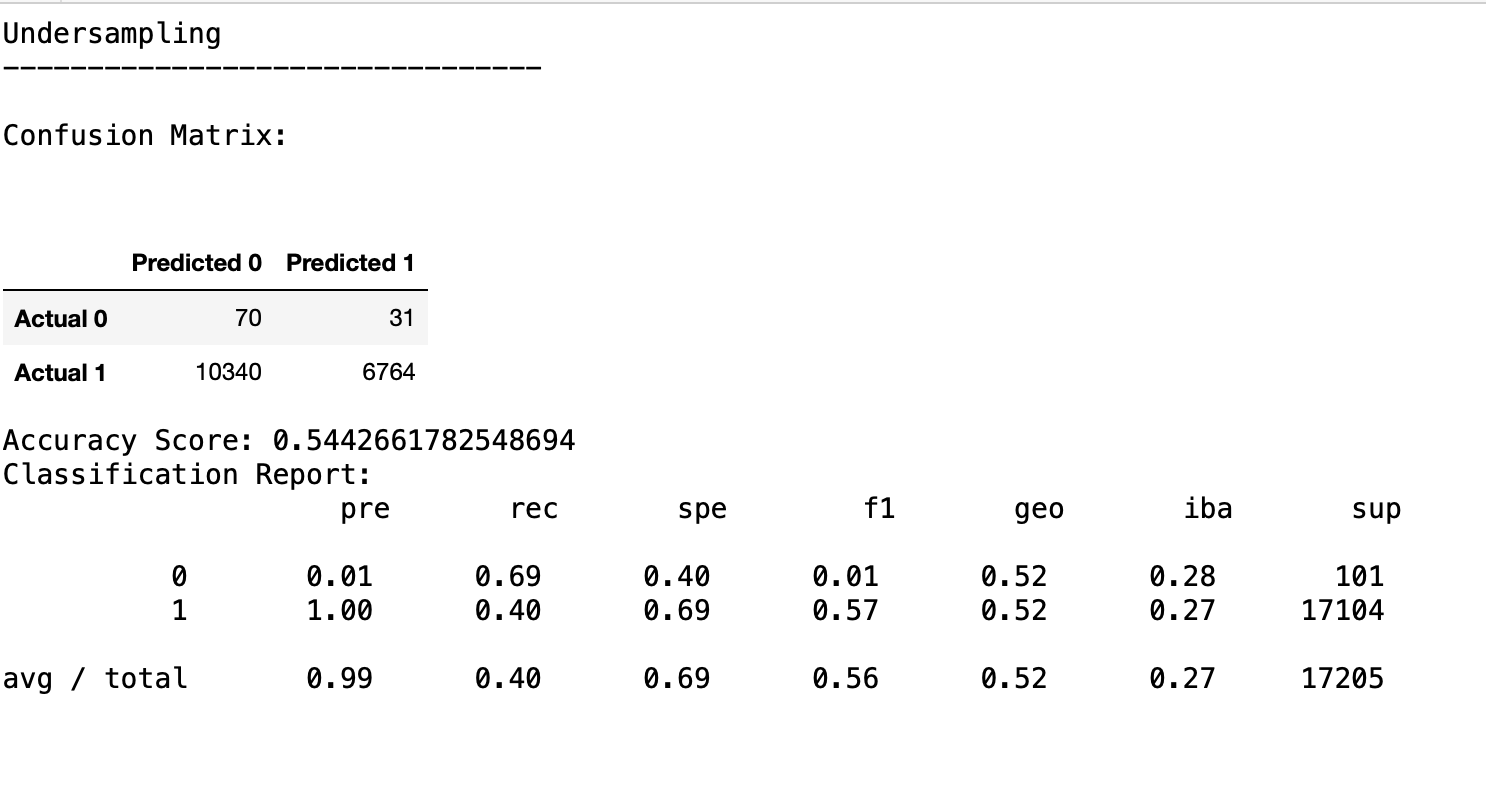 Undersampling
--------------------------------
Confusion Matrix:
Predicted 0 Predicted 1
Actual 0 70 31
Actual 1 10340 6764
Accuracy Score: 0.5442661782548694
Classification Report:
pre rec spe f1 geo iba sup
0 0.01 0.69 0.40 0.01 0.52 0.28 101
1 1.00 0.40 0.69 0.57 0.52 0.27 17104
avg / total 0.99 0.40 0.69 0.56 0.52 0.27 17205